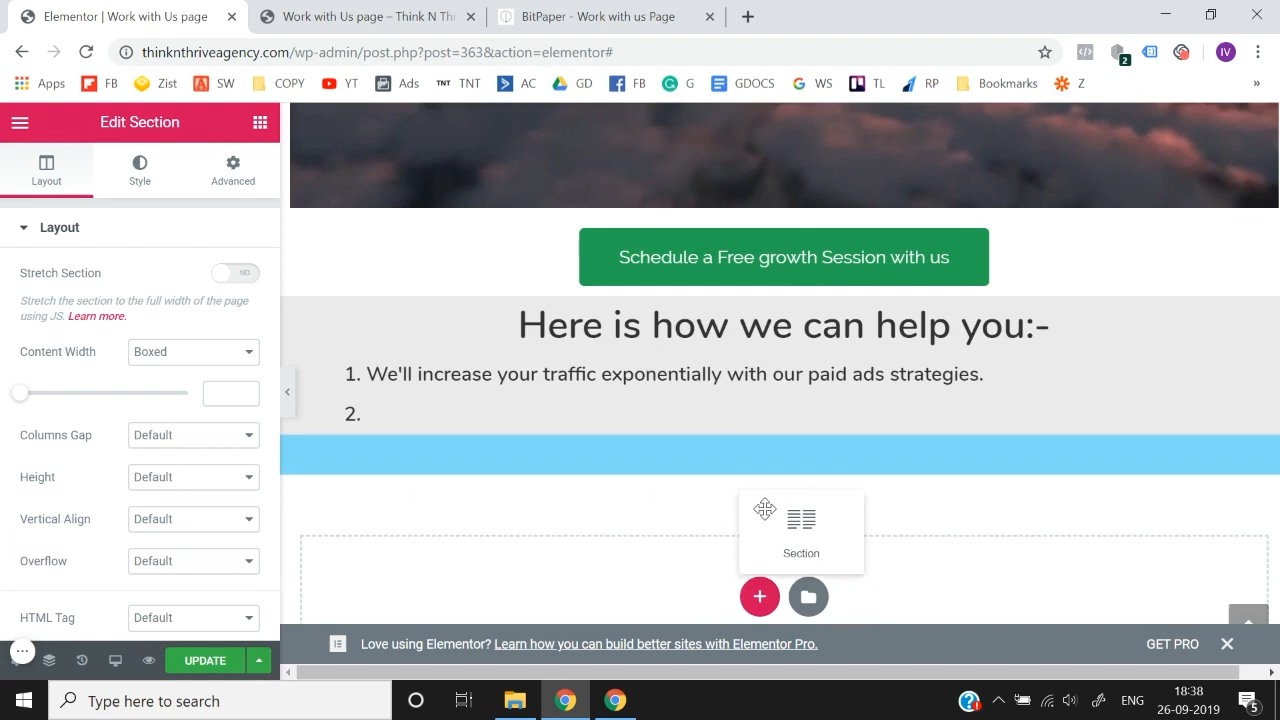 Elementor | Work with Us page
Work with Us page – Think N Thr
BitPaper - Work with us Page
thinknthriveagency.com/wp-admin/post.php?post=363&action=elementor#
2
IV
Apps FB Zist SW COPY YT Ads TNT TNT AC GD FB G GDOCS WS TL RP Bookmarks Z »
Edit Section
Layout Style Advanced
Layout
Stretch Section NO
Stretch the section to the full width of the page
using JS. Learn more.
Content Width Boxed
Columns Gap Default
Height Default
Vertical Align Default
Overflow Default
HTML Tag Default
UPDATE
Schedule a Free growth Session with us
Here is how we can help you:-
1. We'll increase your traffic exponentially with our paid ads strategies.
2.
Section
Love using Elementor? Learn how you can build better sites with Elementor Pro.
GET PRO
Type here to search
ENG
18:38
26-09-2019
5